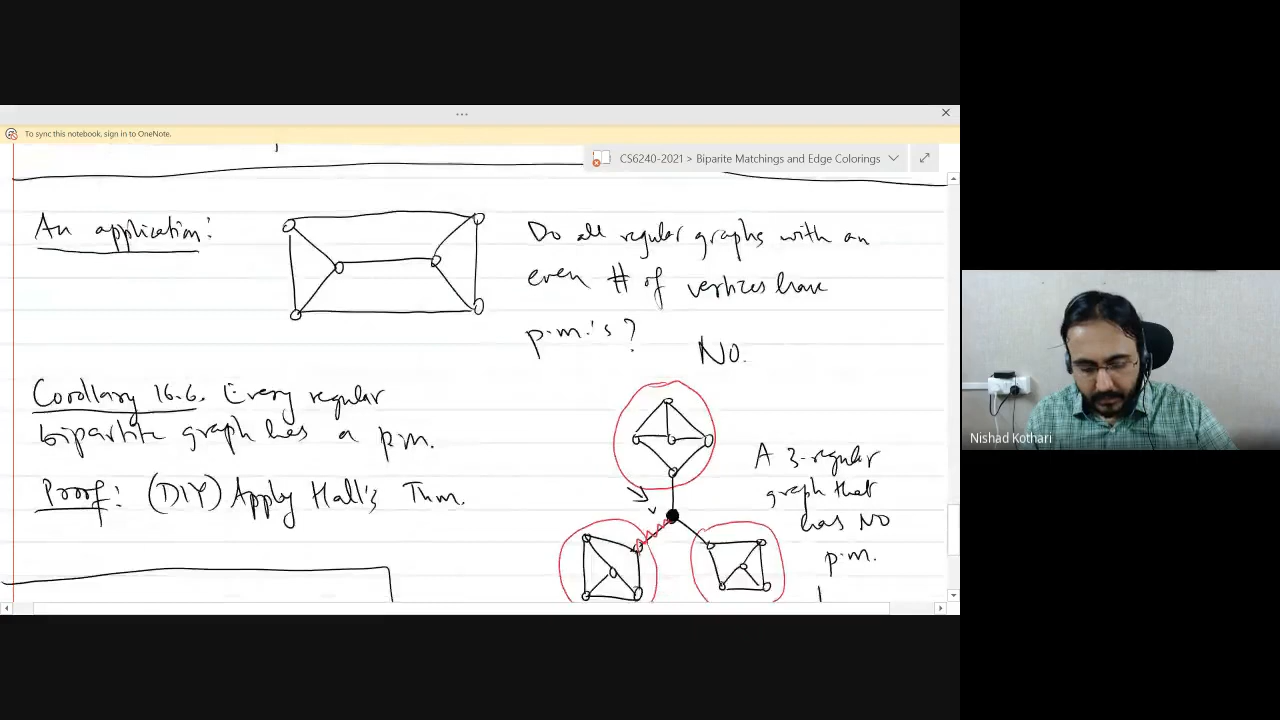 To sync this notebook, sign in to OneNote.
CS6240-2021 > Biparite Matchings and Edge Colorings
An application:
Do all regular graphs with an
even # of vertices have
p.m.'s?
No.
Corollary 16.6. Every regular
bipartite graph has a p.m.
Proof: (DIY) Apply Hall's Thm.
v
A 3-regular
graph that
has NO
p.m.
Nishad Kothari